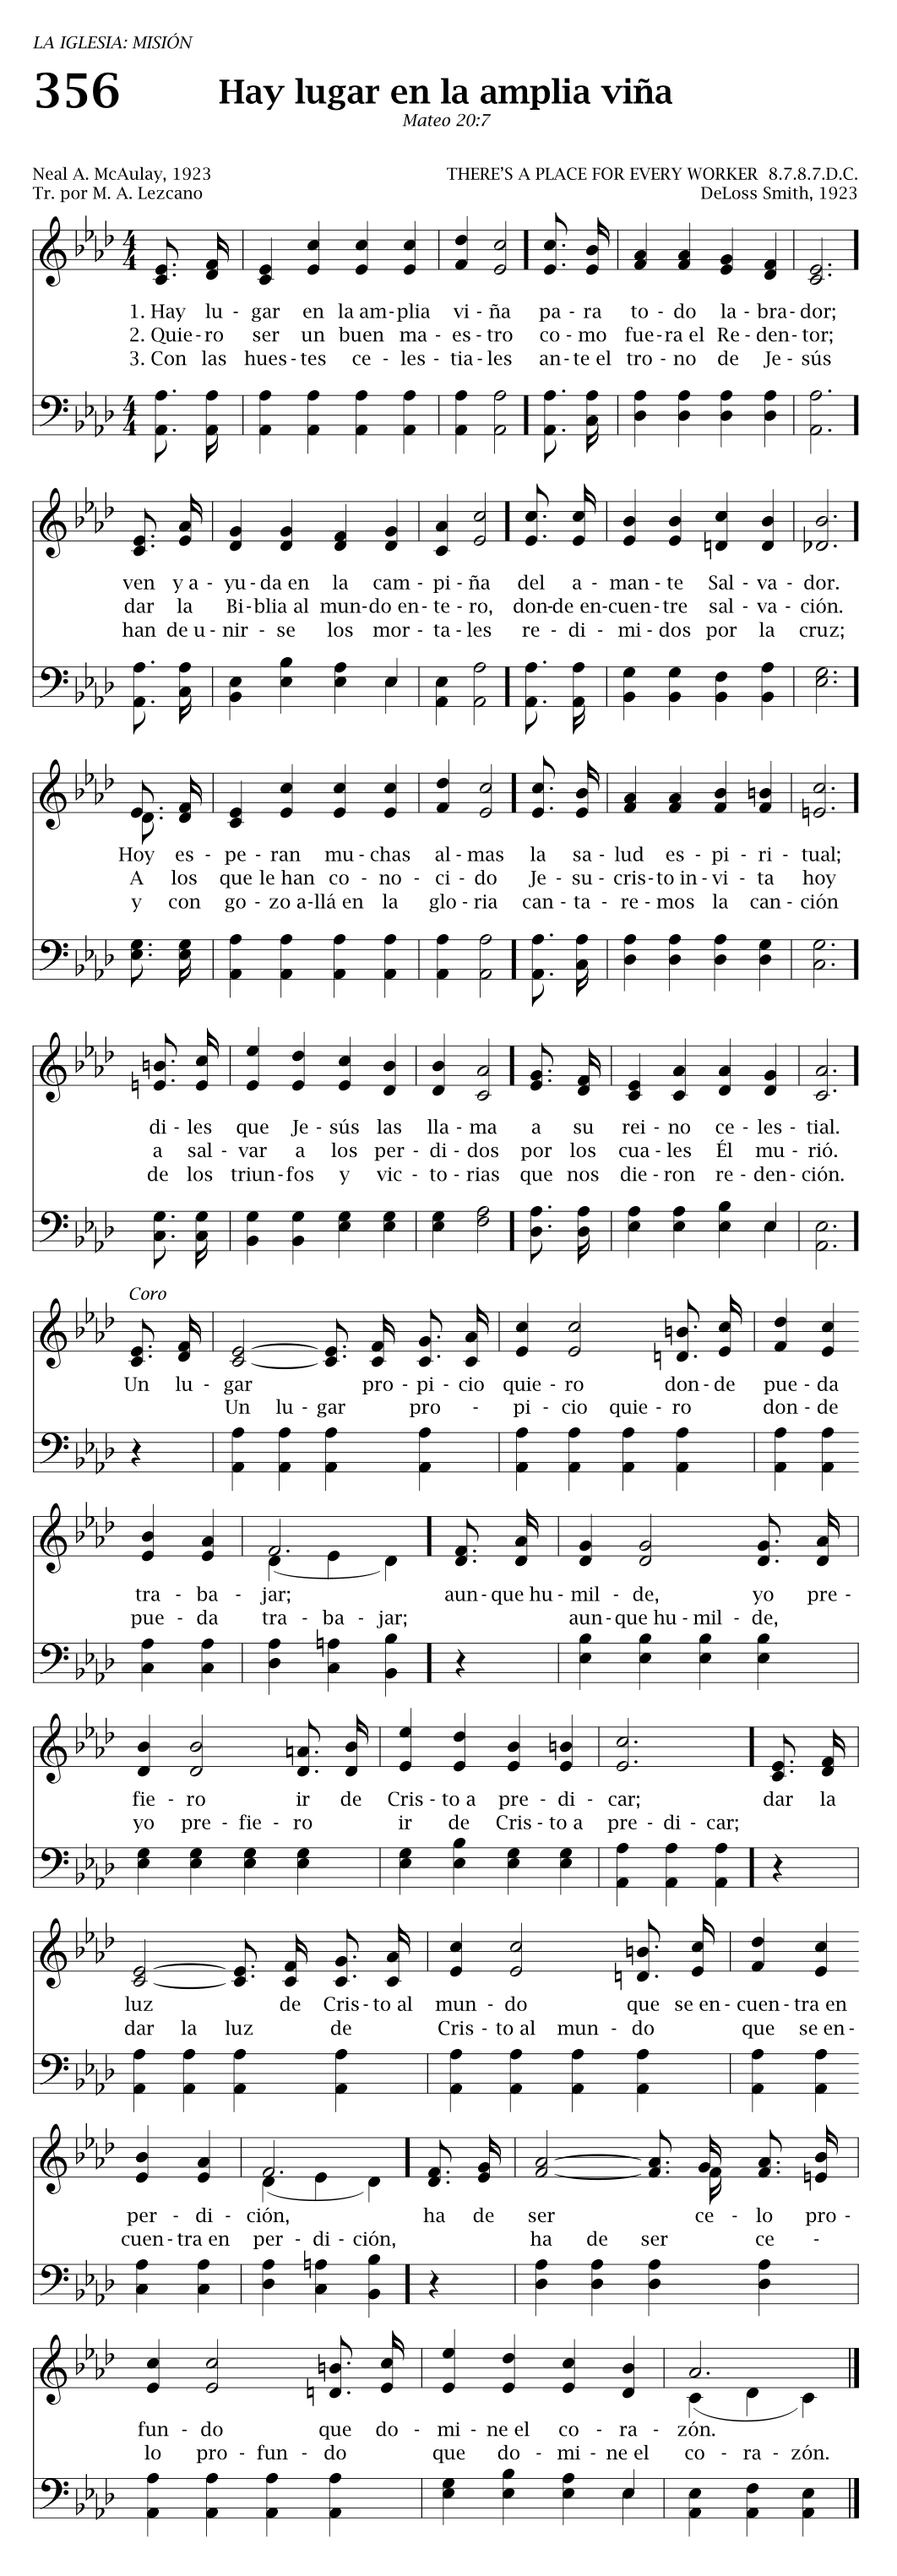 LA IGLESIA: MISIÓN
356 Hay lugar en la amplia viña
Mateo 20:7
Neal A. McAulay, 1923 THERE'S A PLACE FOR EVERY WORKER 8.7.8.7.D.C.
Tr. por M. A. Lezcano DeLoss Smith, 1923
1. Hay lu - gar en la am - plia vi - ña pa - ra to - do la - bra - dor;
2. Quie - ro ser un buen ma - es - tro co - mo fue - ra el Re - den - tor;
3. Con las hues - tes ce - les - tia - les an - te el tro - no de Je - sús
ven y a - yu - da en la cam - pi - ña del a - man - te Sal - va - dor.
dar la Bi - blia al mun - do en - te - ro, don - de en - cuen - tre sal - va - ción.
han de u - nir - se los mor - ta - les re - di - mi - dos por la cruz;
Hoy es - pe - ran mu - chas al - mas la sa - lud es - pi - ri - tual;
A los que le han co - no - ci - do Je - su - cris - to in - vi - ta hoy
y con go - zo a - llá en la glo - ria can - ta - re - mos la can - ción
di - les que Je - sús las lla - ma a su rei - no ce - les - tial.
a sal - var a los per - di - dos por los cua - les Él mu - rió.
de los triun - fos y vic - to - rias que nos die - ron re - den - ción.
Coro
Un lu - gar pro - pi - cio quie - ro don - de pue - da
Un lu - gar pro - pi - cio quie - ro don - de
tra - ba - jar; aun - que hu - mil - de, yo pre -
pue - da tra - ba - jar; aun - que hu - mil - de,
fie - ro ir de Cris - to a pre - di - car; dar la
yo pre - fie - ro ir de Cris - to a pre - di - car;
luz de Cris - to al mun - do que se en - cuen - tra en
dar la luz de Cris - to al mun - do que se en -
per - di - ción, ha de ser ce - lo pro -
cuen - tra en per - di - ción, ha de ser ce -
fun - do que do - mi - ne el co - ra - zón.
lo pro - fun - do que do - mi - ne el co - ra - zón.